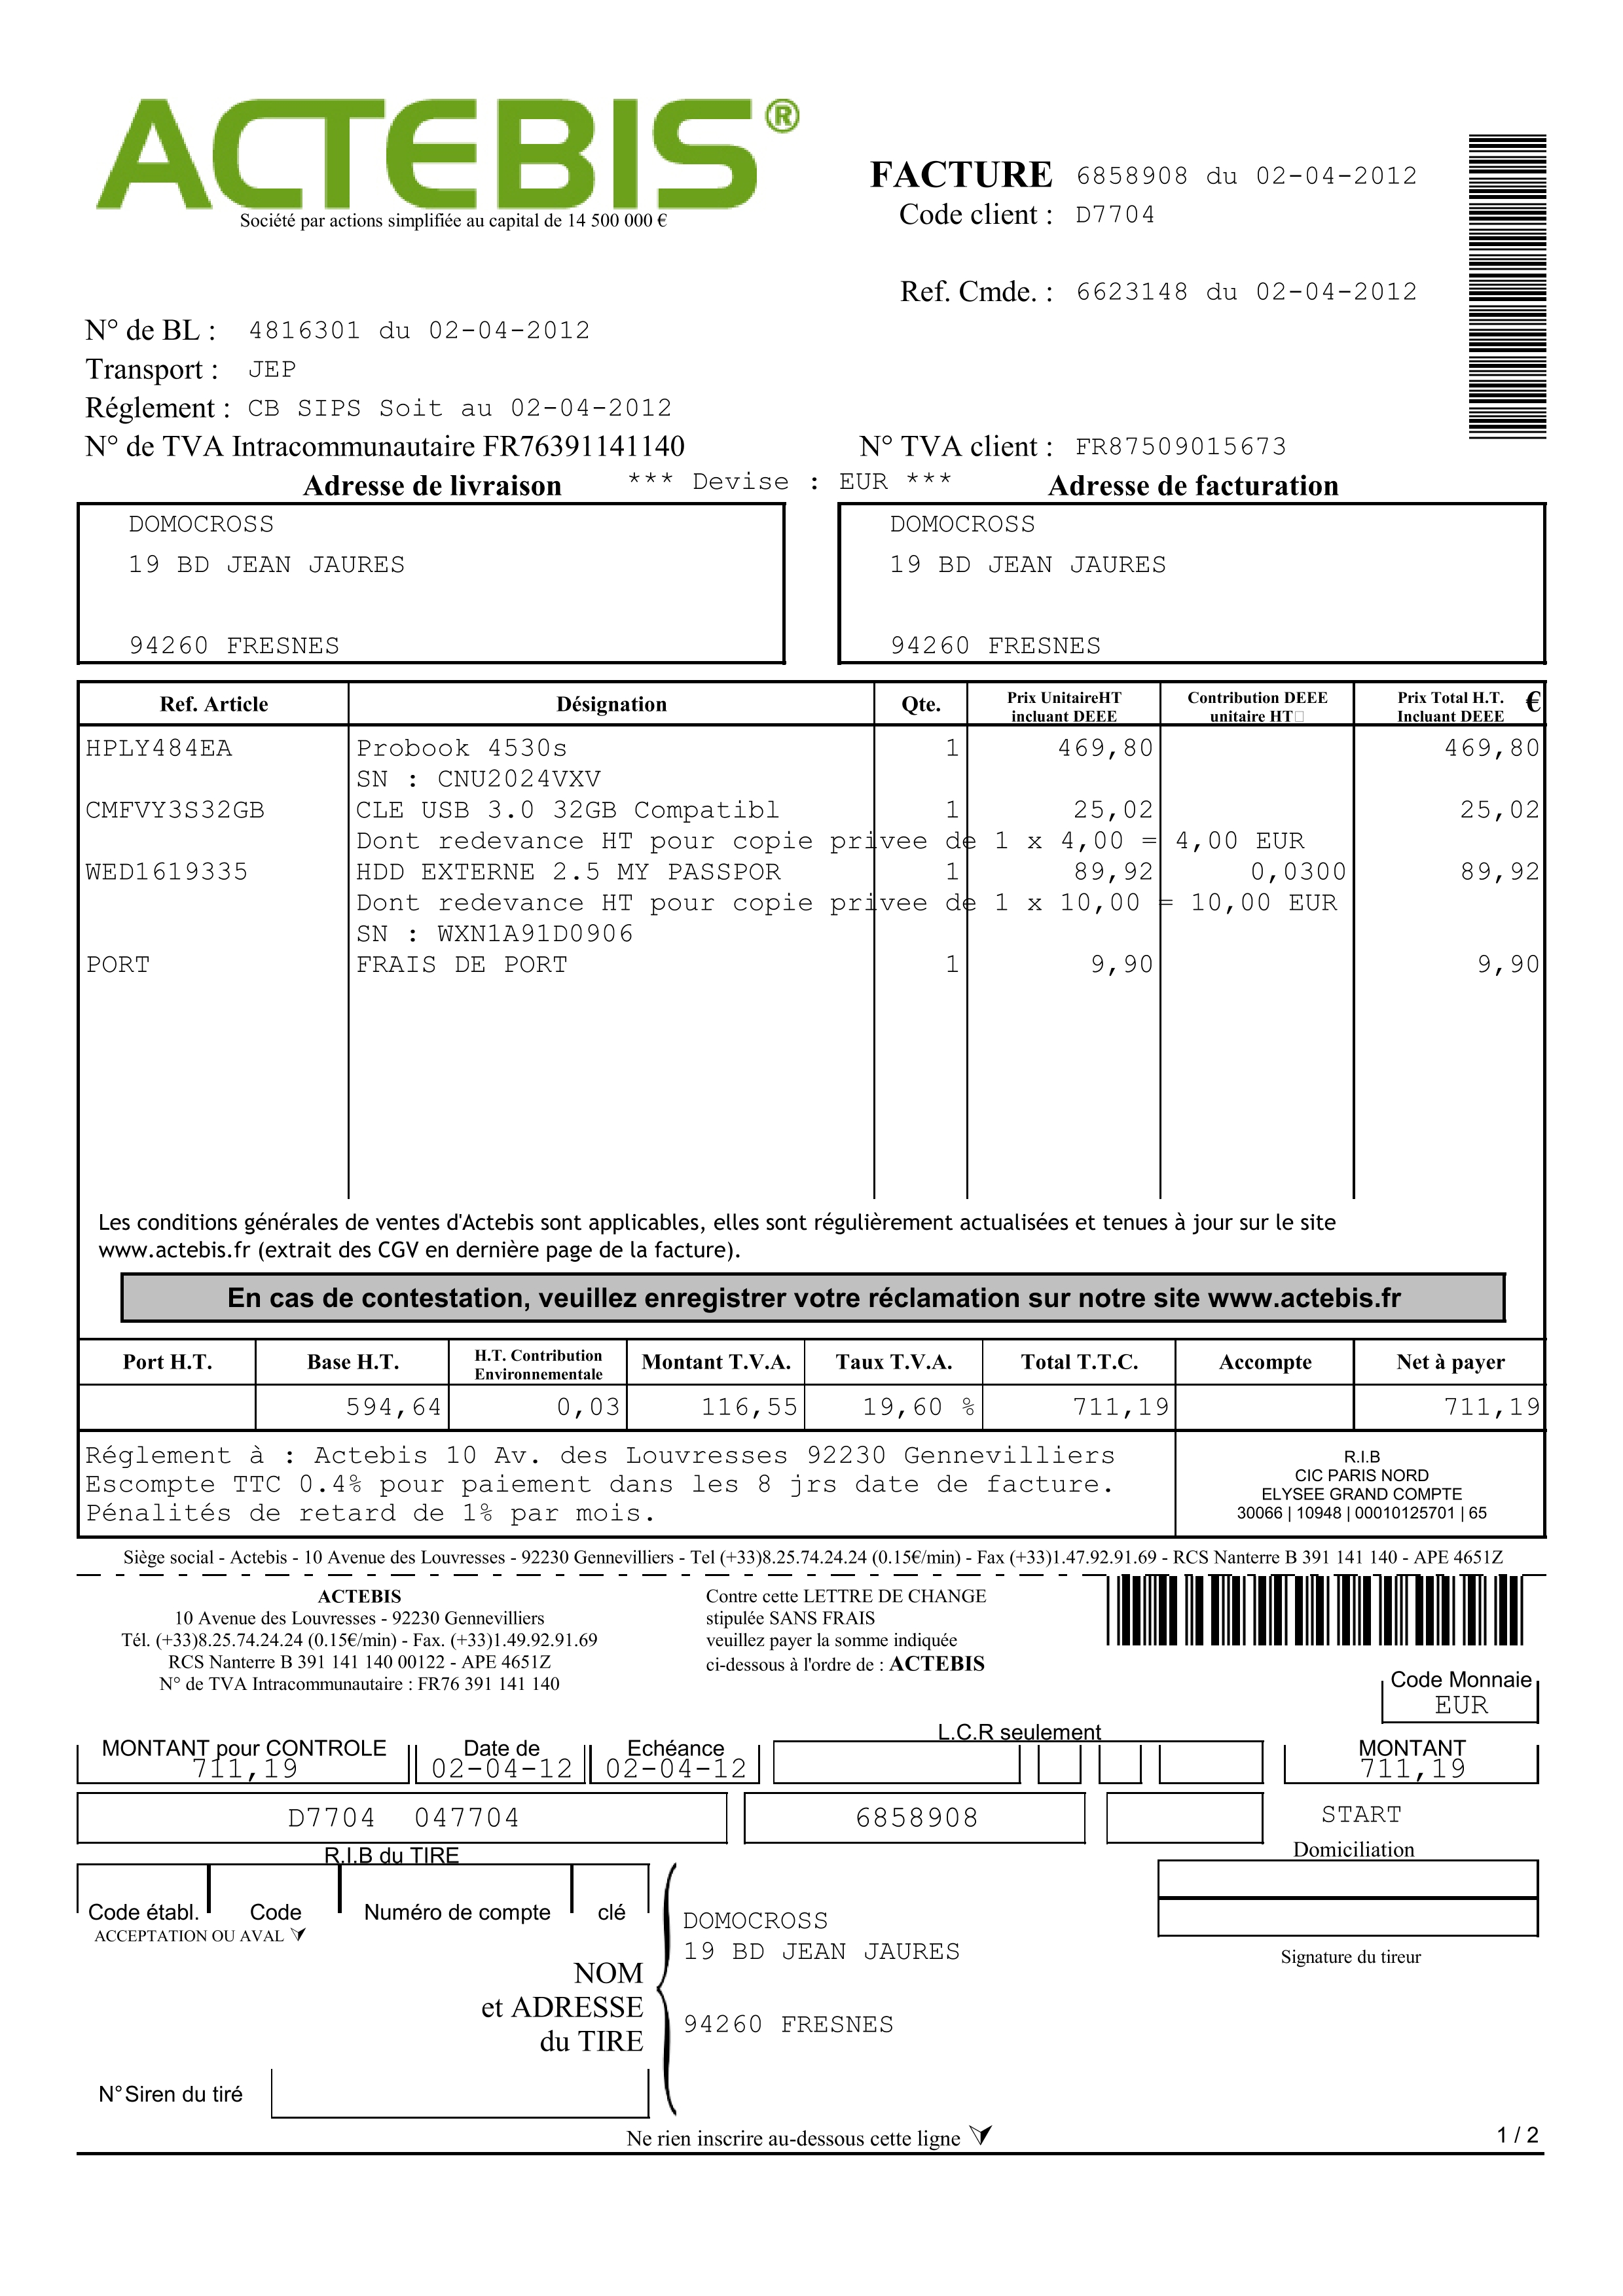 ACTEBIS®
Société par actions simplifiée au capital de 14 500 000 €
FACTURE 6858908 du 02-04-2012
Code client : D7704
Ref. Cmde. : 6623148 du 02-04-2012
N° de BL : 4816301 du 02-04-2012
Transport : JEP
Réglement : CB SIPS Soit au 02-04-2012
N° de TVA Intracommunautaire FR76391141140 N° TVA client : FR87509015673
Adresse de livraison *** Devise : EUR *** Adresse de facturation
DOMOCROSS DOMOCROSS
19 BD JEAN JAURES 19 BD JEAN JAURES
94260 FRESNES 94260 FRESNES
Ref. Article Désignation Qte. Prix UnitaireHT incluant DEEE Contribution DEEE unitaire HT Prix Total H.T. Incluant DEEE €
HPLY484EA Probook 4530s 1 469,80 469,80
SN : CNU2024VXV
CMFVY3S32GB CLE USB 3.0 32GB Compatibl 1 25,02 25,02
Dont redevance HT pour copie privee de 1 x 4,00 = 4,00 EUR
WED1619335 HDD EXTERNE 2.5 MY PASSPOR 1 89,92 0,0300 89,92
Dont redevance HT pour copie privee de 1 x 10,00 = 10,00 EUR
SN : WXN1A91D0906
PORT FRAIS DE PORT 1 9,90 9,90
Les conditions générales de ventes d'Actebis sont applicables, elles sont régulièrement actualisées et tenues à jour sur le site
www.actebis.fr (extrait des CGV en dernière page de la facture).
En cas de contestation, veuillez enregistrer votre réclamation sur notre site www.actebis.fr
Port H.T. Base H.T. H.T. Contribution Environnementale Montant T.V.A. Taux T.V.A. Total T.T.C. Accompte Net à payer
594,64 0,03 116,55 19,60 % 711,19 711,19
Réglement à : Actebis 10 Av. des Louvresses 92230 Gennevilliers
Escompte TTC 0.4% pour paiement dans les 8 jrs date de facture.
Pénalités de retard de 1% par mois.
R.I.B
CIC PARIS NORD
ELYSEE GRAND COMPTE
30066 | 10948 | 00010125701 | 65
Siège social - Actebis - 10 Avenue des Louvresses - 92230 Gennevilliers - Tel (+33)8.25.74.24.24 (0.15€/min) - Fax (+33)1.47.92.91.69 - RCS Nanterre B 391 141 140 - APE 4651Z
ACTEBIS
10 Avenue des Louvresses - 92230 Gennevilliers
Tél. (+33)8.25.74.24.24 (0.15€/min) - Fax. (+33)1.49.92.91.69
RCS Nanterre B 391 141 140 00122 - APE 4651Z
N° de TVA Intracommunautaire : FR76 391 141 140
Contre cette LETTRE DE CHANGE
stipulée SANS FRAIS
veuillez payer la somme indiquée
ci-dessous à l'ordre de : ACTEBIS
Code Monnaie
EUR
L.C.R seulement
MONTANT pour CONTROLE Date de Echéance MONTANT
711,19 02-04-12 02-04-12 711,19
D7704 047704 6858908 START
R.I.B du TIRE Domiciliation
Code établ. Code Numéro de compte clé
ACCEPTATION OU AVAL
DOMOCROSS
19 BD JEAN JAURES
94260 FRESNES
Signature du tireur
NOM
et ADRESSE
du TIRE
N° Siren du tiré
Ne rien inscrire au-dessous cette ligne
1 / 2